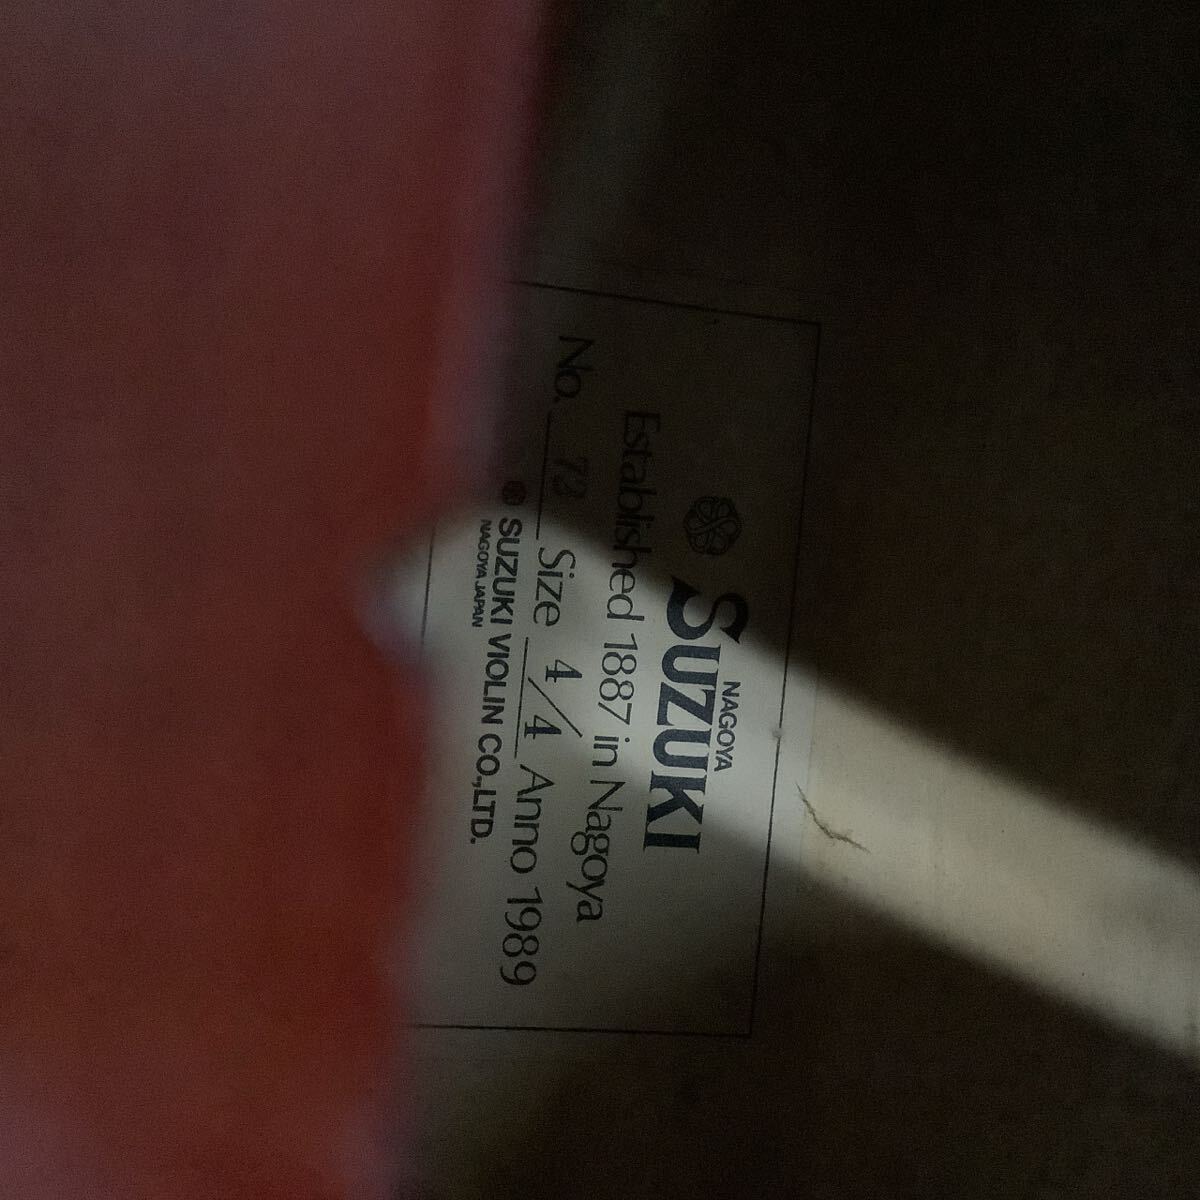 NAGOYA
SUZUKI
Established 1887 in Nagoya
No. 73 Size 4/4 Anno 1989
SUZUKI VIOLIN CO.,LTD.
NAGOYA JAPAN